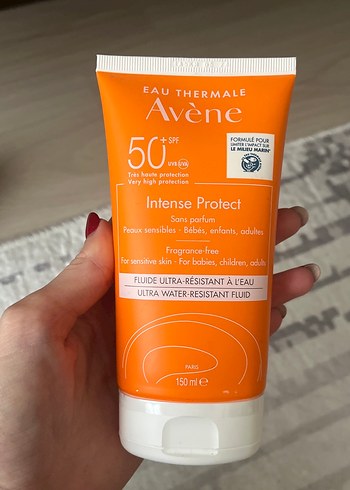 EAU THERMALE
Avène
50+ SPF
UVB UVA
Très haute protection
Very high protection
FORMULÉ POUR
LIMITER L'IMPACT SUR
LE MILIEU MARIN*
Intense Protect
Sans parfum
Peaux sensibles - Bébés, enfants, adultes
Fragrance-free
For sensitive skin - For babies, children, adults
FLUIDE ULTRA-RÉSISTANT À L'EAU
ULTRA WATER-RESISTANT FLUID
PARIS
150 ml e